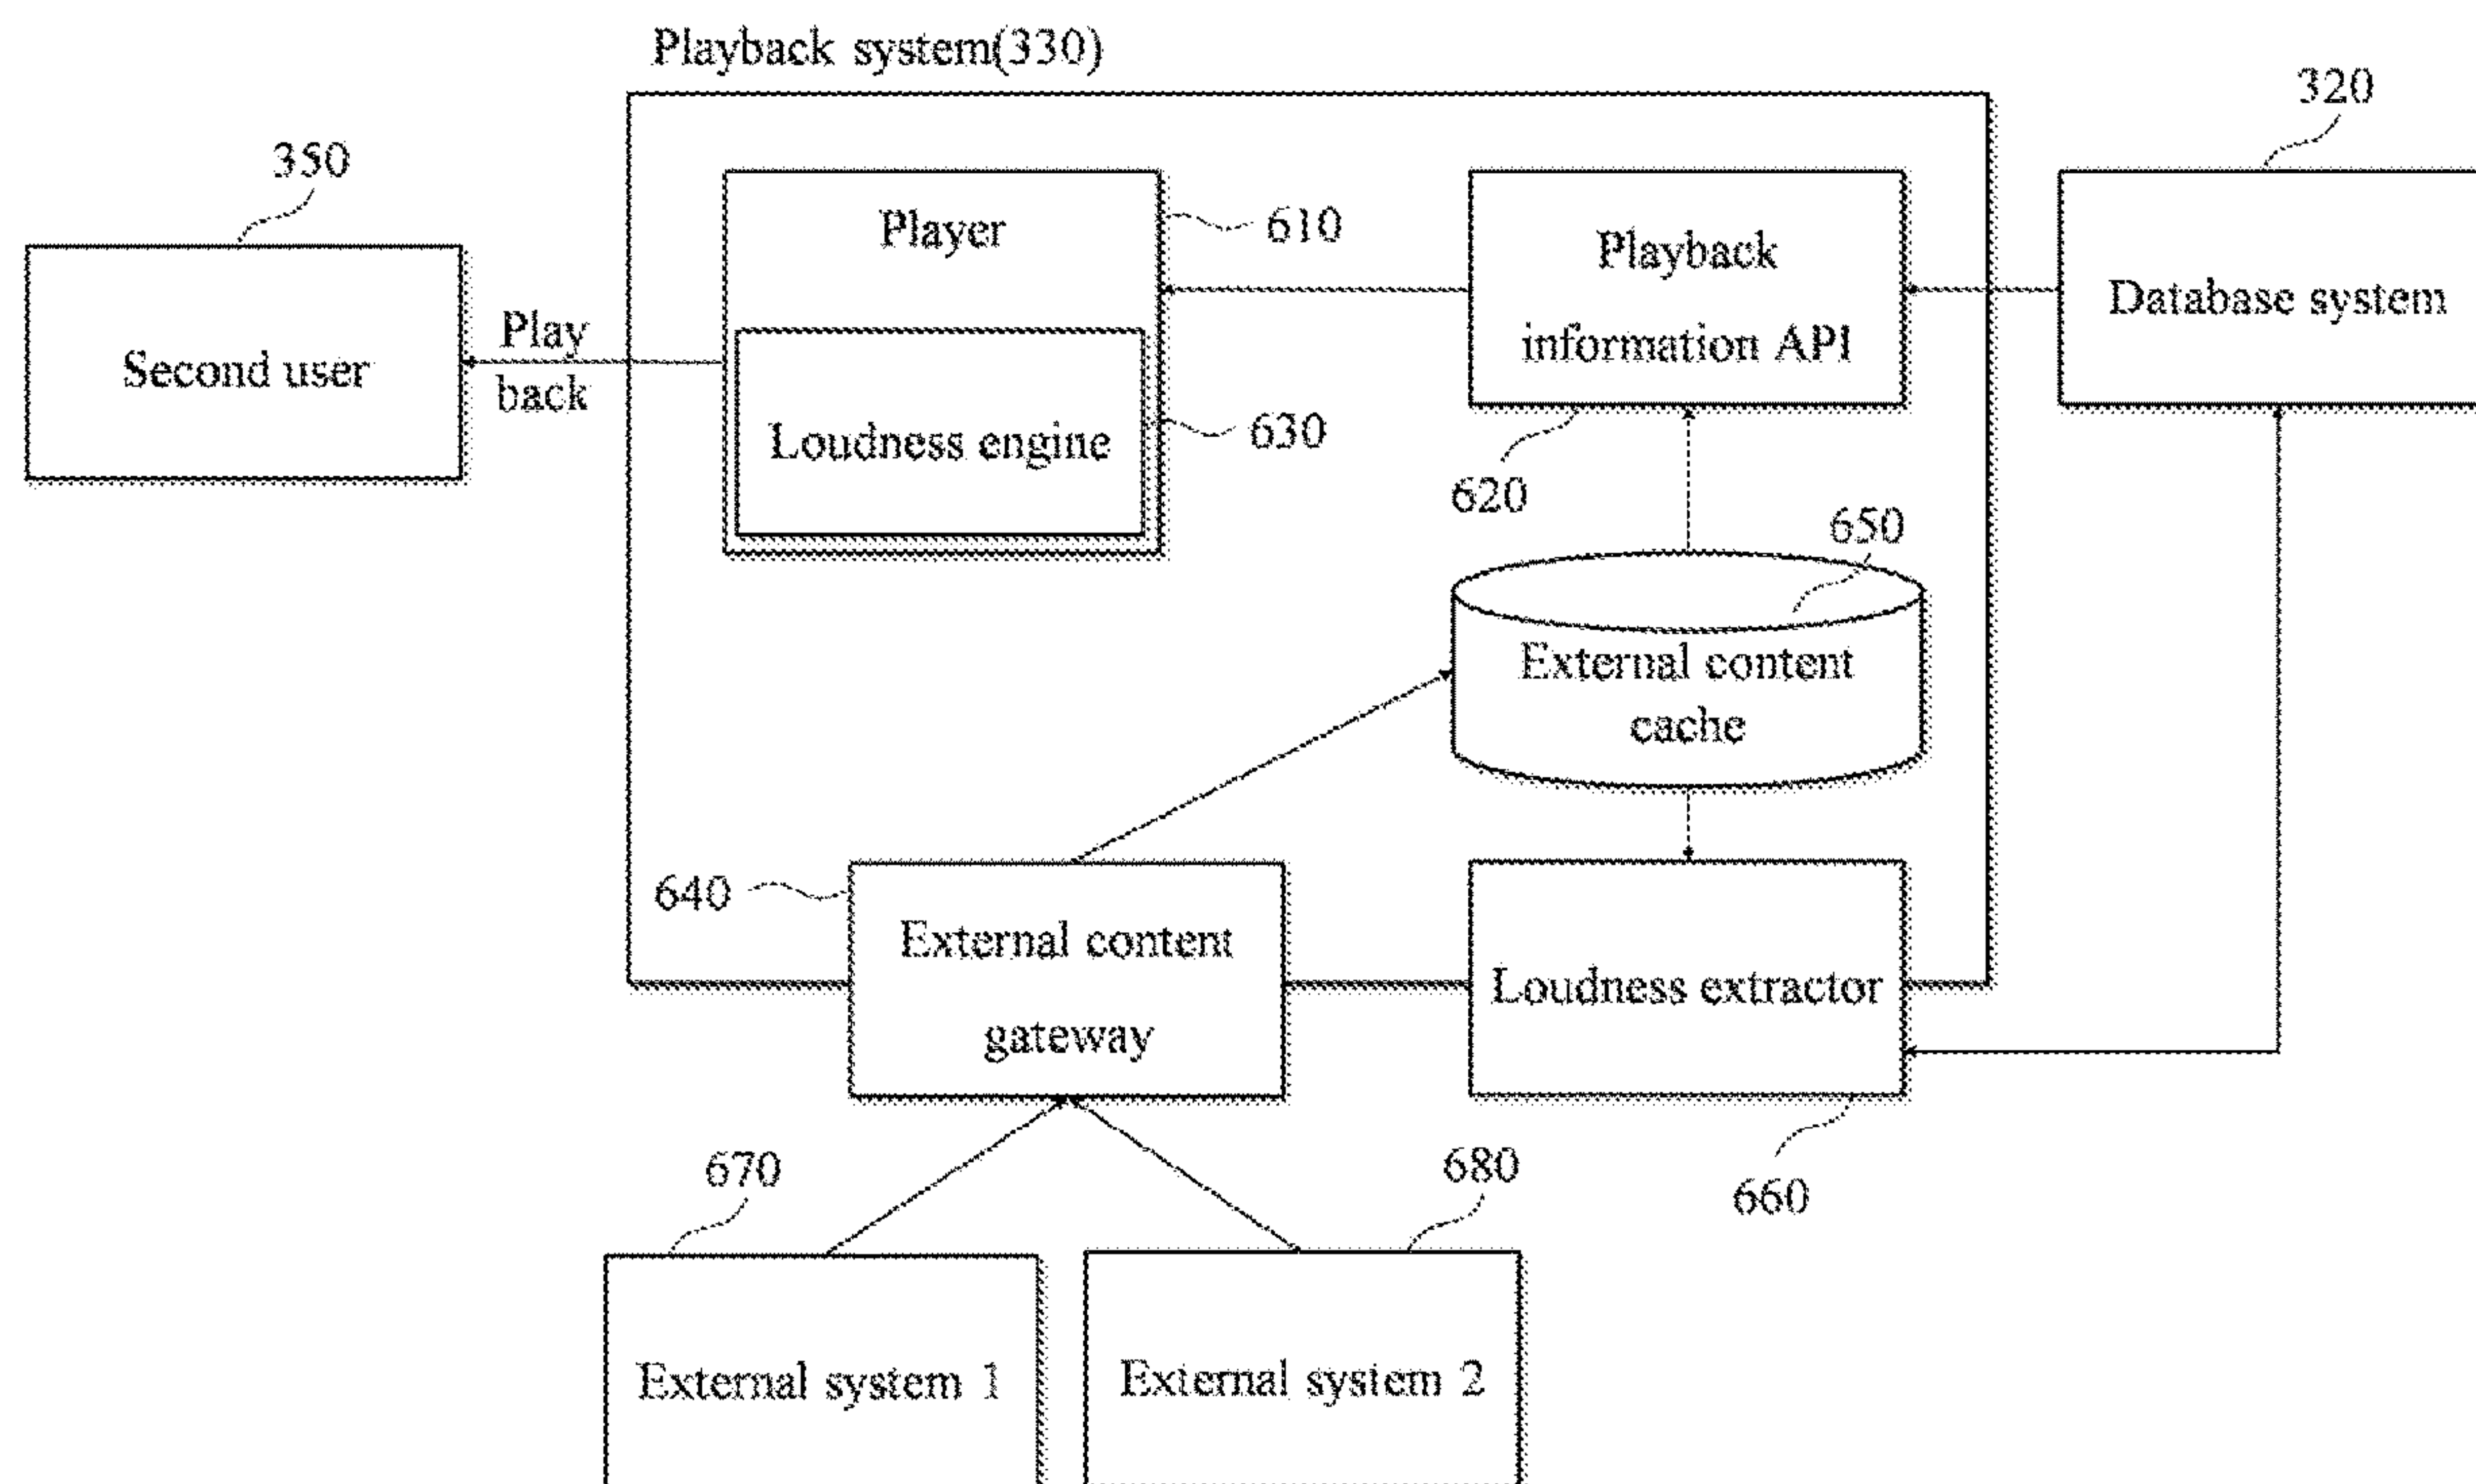 Playback system(330)
320
350
Player
610
Playback
information API
Database system
Second user
Play
back
Loudness engine
630
620
650
External content
cache
640
External content
gateway
Loudness extractor
670
680
660
External system 1
External system 2